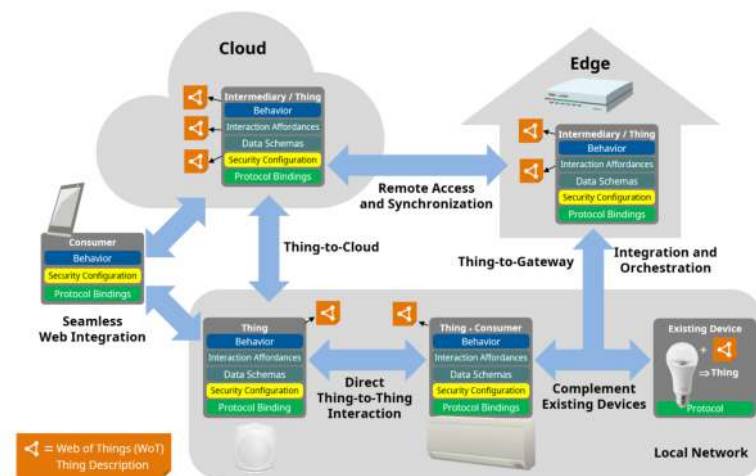 Cloud
Intermediary / Thing
Behavior
Interaction Affordances
Data Schemas
Security Configuration
Protocol Bindings
Edge
Intermediary / Thing
Behavior
Interaction Affordances
Data Schemas
Security Configuration
Protocol Bindings
Remote Access
and Synchronization
Consumer
Behavior
Security Configuration
Protocol Bindings
Seamless
Web Integration
Thing-to-Cloud
Thing-to-Gateway
Integration and
Orchestration
Thing
Behavior
Interaction Affordances
Data Schemas
Security Configuration
Protocol Binding
Direct
Thing-to-Thing
Interaction
Thing + Consumer
Behavior
Interaction Affordances
Data Schemas
Security Configuration
Protocol Bindings
Complement
Existing Devices
Existing Device
+
⇒Thing
Protocol
Local Network
= Web of Things (WoT)
Thing Description